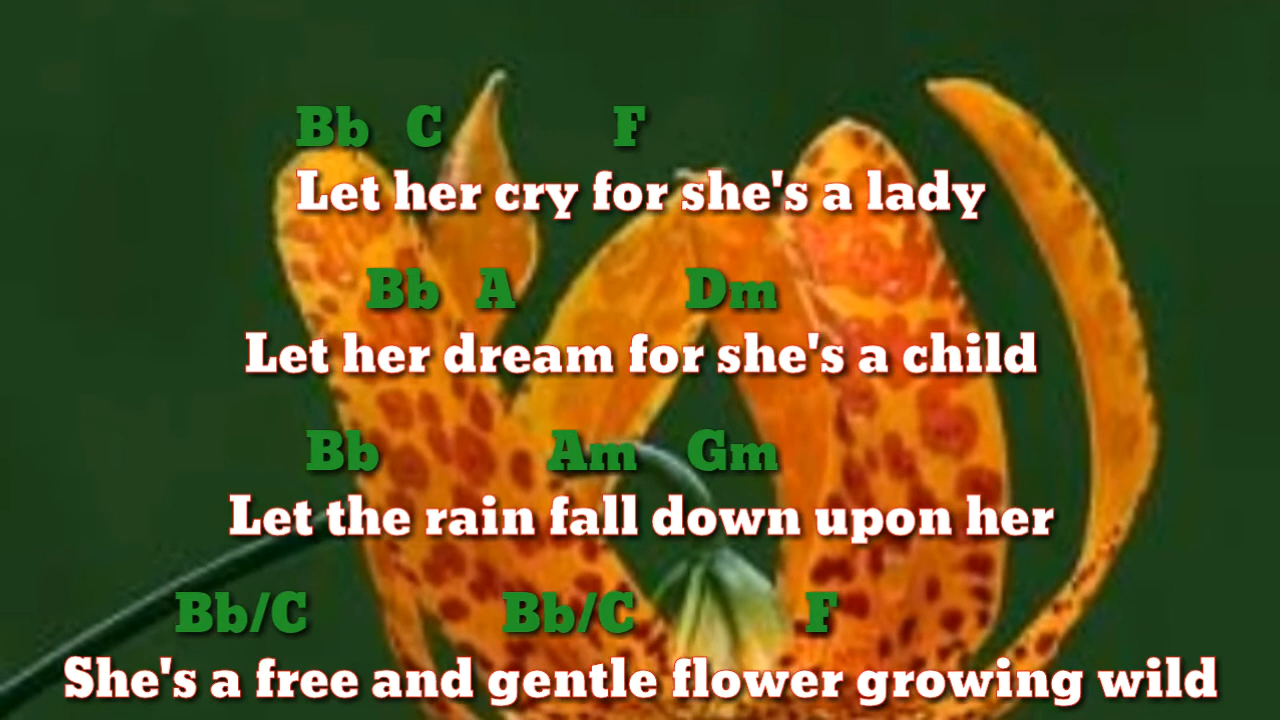 Bb C F
Let her cry for she's a lady
Bb A Dm
Let her dream for she's a child
Bb Am Gm
Let the rain fall down upon her
Bb/C Bb/C F
She's a free and gentle flower growing wild